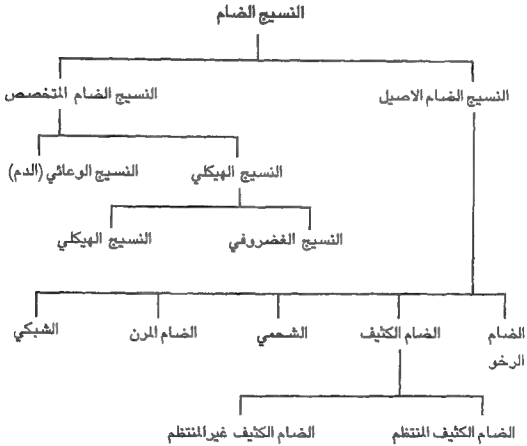 النسيج الضام
النسيج الضام الاصيل
النسيج الضام المتخصص
النسيج الهيكلي
النسيج الوعائي (الدم)
النسيج الغضروفي
النسيج الهيكلي
الضام
الرخو
الضام الكثيف
الشحمي
الضام المرن
الشبكي
الضام الكثيف المنتظم
الضام الكثيف غير المنتظم